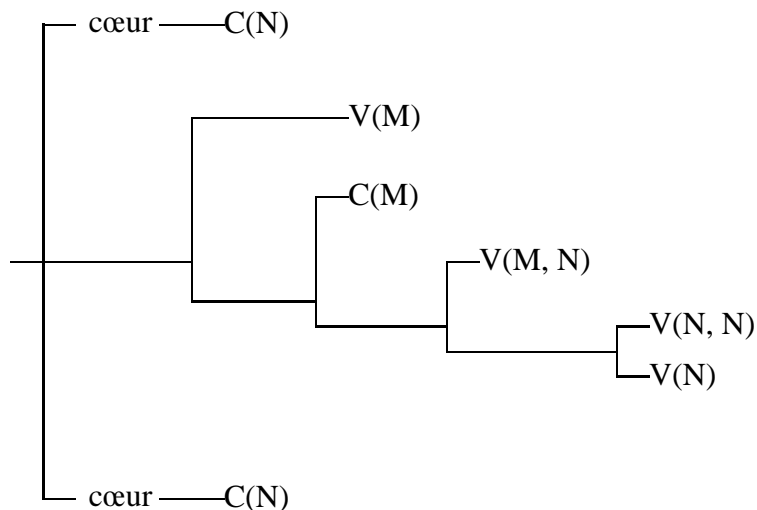 cœur C(N)
V(M)
C(M)
V(M, N)
V(N, N)
V(N)
cœur C(N)